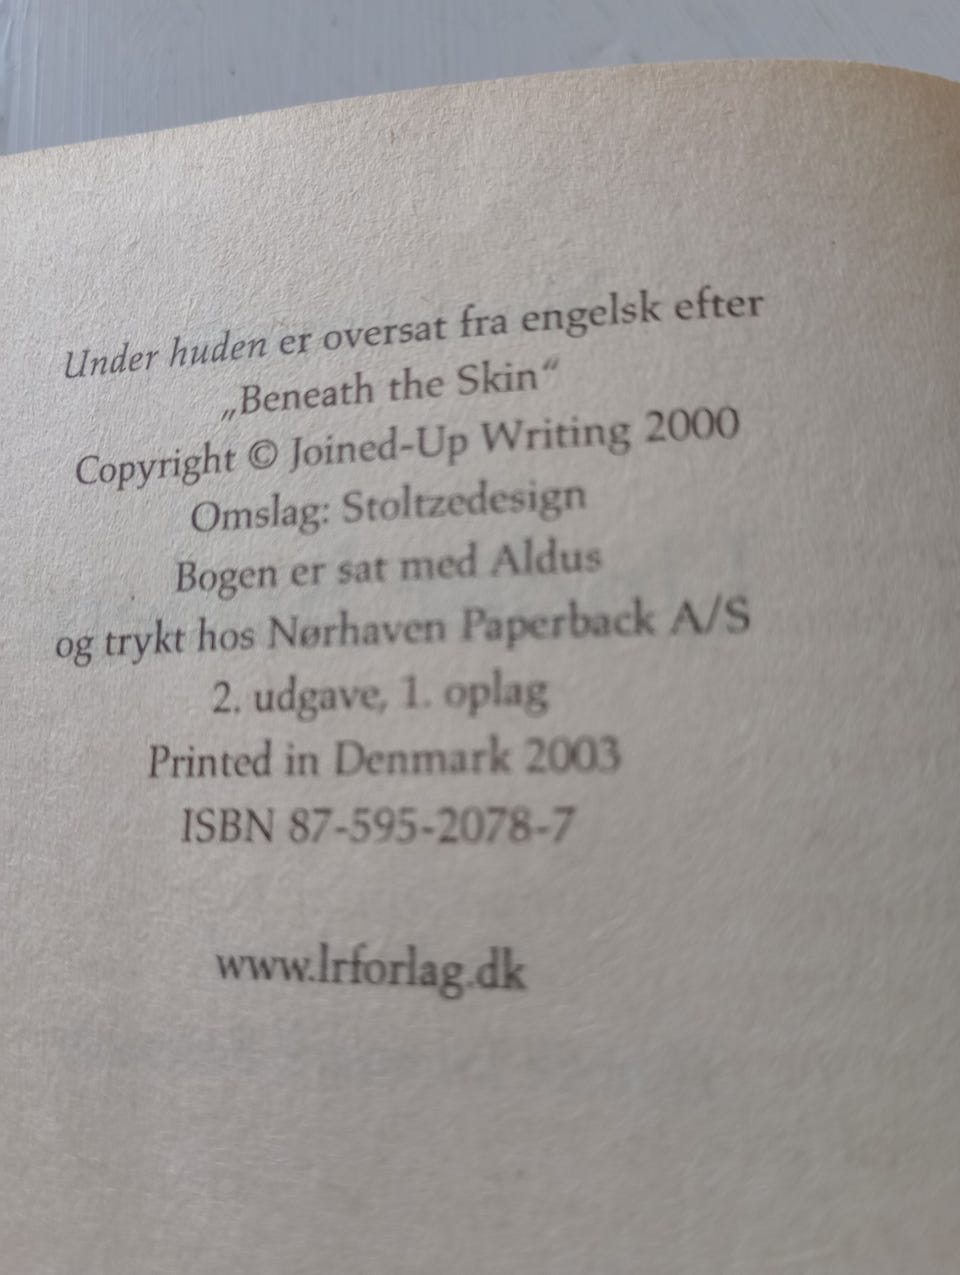 Under huden er oversat fra engelsk efter
„Beneath the Skin“
Copyright © Joined-Up Writing 2000
Omslag: Stoltzedesign
Bogen er sat med Aldus
og trykt hos Nørhaven Paperback A/S
2. udgave, 1. oplag
Printed in Denmark 2003
ISBN 87-595-2078-7
www.lrforlag.dk